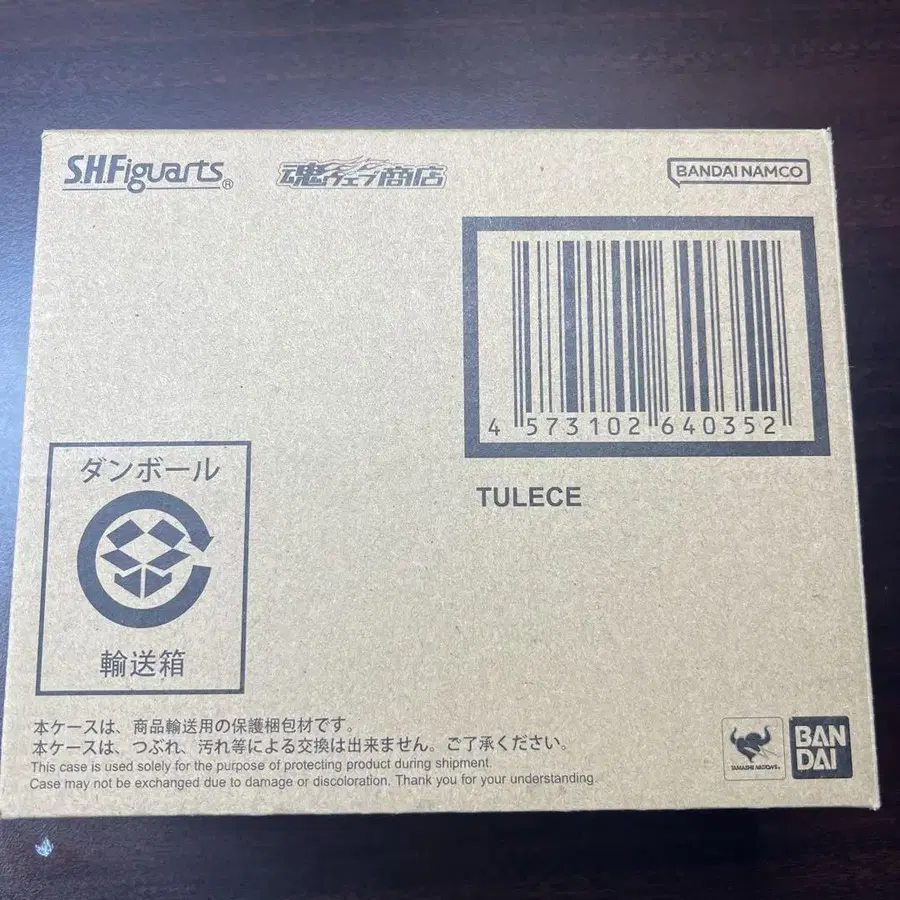 S.H.Figuarts®
魂ウェブ商店
BANDAI NAMCO
4 573102 640352
TULECE
ダンボール
輸送箱
本ケースは、商品輸送用の保護梱包材です。
本ケースは、つぶれ、汚れ等による交換は出来ません。ご了承ください。
This case is used solely for the purpose of protecting product during shipment.
Case may not be exchanged due to damage or discoloration. Thank you for your understanding.
TAMASHII NATIONS
BAN
DAI